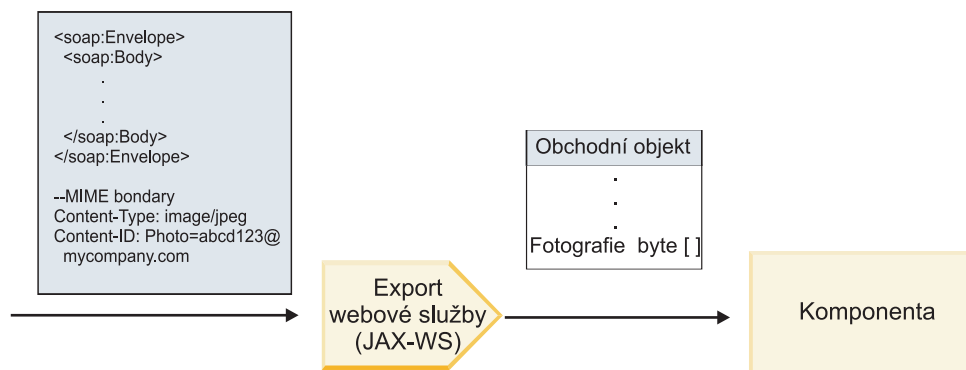 <soap:Envelope>
<soap:Body>
.
.
.
</soap:Body>
</soap:Envelope>
--MIME bondary
Content-Type: image/jpeg
Content-ID: Photo=abcd123@
mycompany.com
Export
webové služby
(JAX-WS)
Obchodní objekt
.
.
.
Fotografie byte [ ]
Komponenta